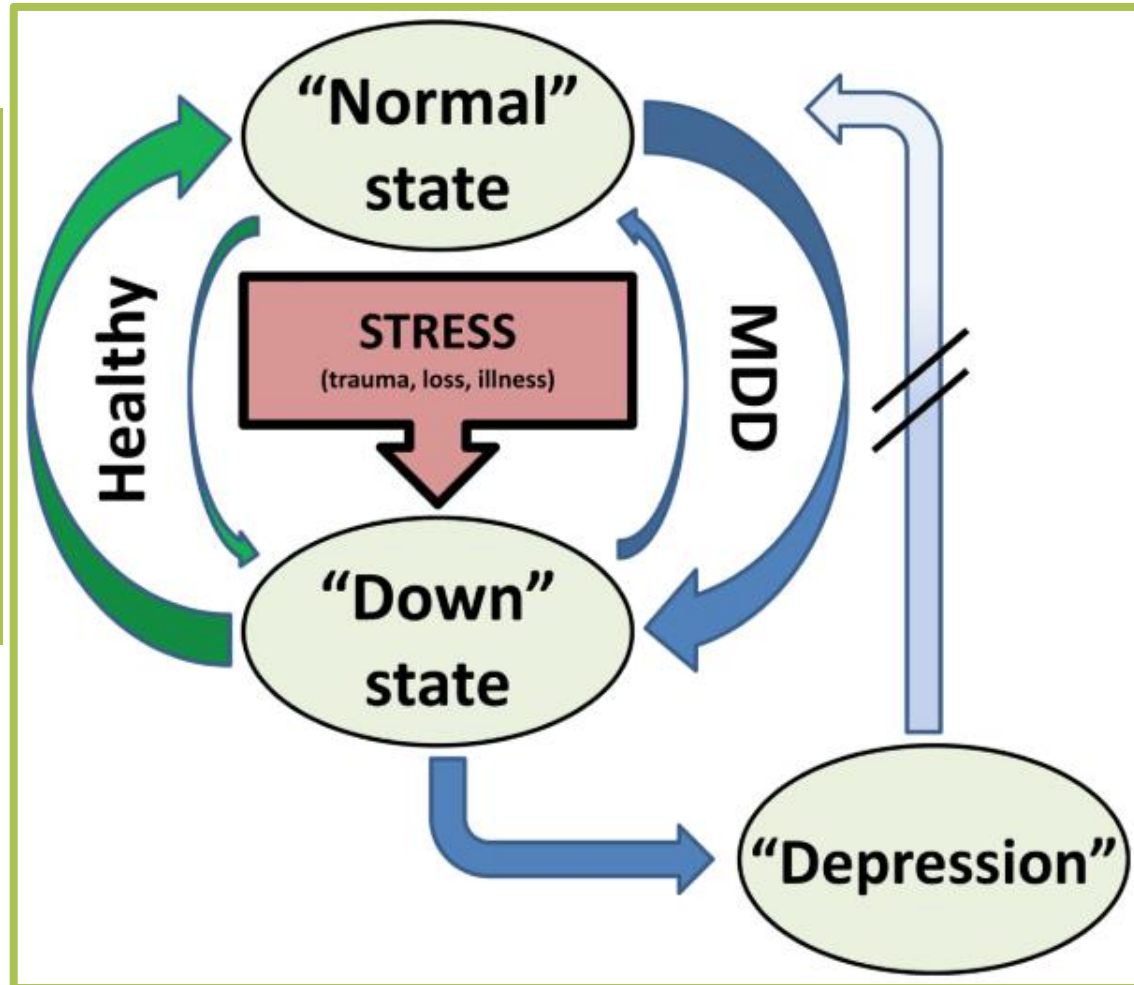 “Normal”
state
Healthy
STRESS
(trauma, loss, illness)
MDD
“Down”
state
“Depression”